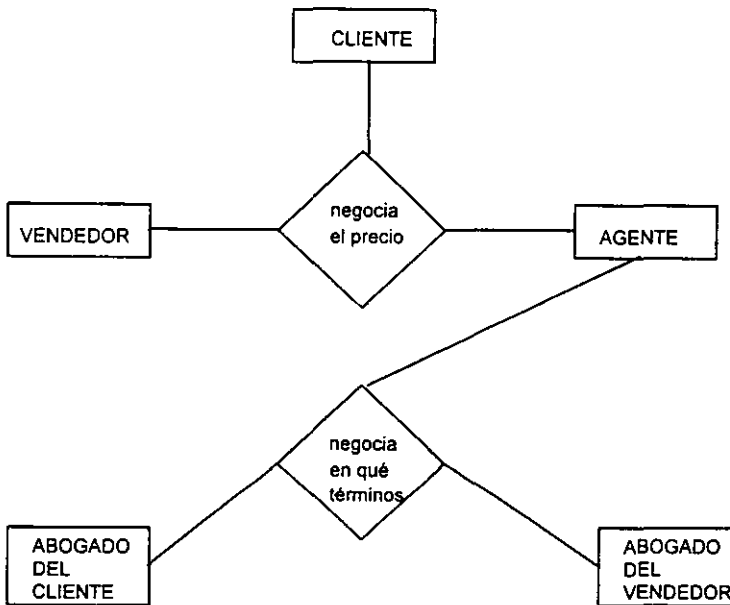 CLIENTE
negocia
el precio
VENDEDOR
AGENTE
negocia
en qué
términos
ABOGADO
DEL
CLIENTE
ABOGADO
DEL
VENDEDOR